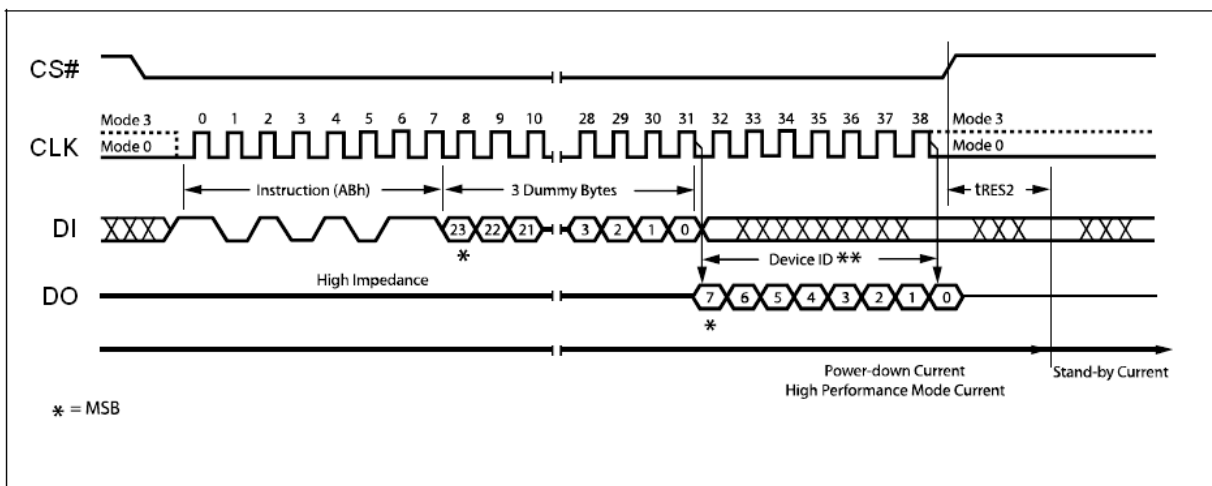 CS#
Mode 3
0 1 2 3 4 5 6 7 8 9 10 28 29 30 31 32 33 34 35 36 37 38
Mode 3
CLK
Mode 0
Mode 0
Instruction (ABh)
3 Dummy Bytes
tRES2
DI
23 22 21 3 2 1 0
*
Device ID **
High Impedance
DO
7 6 5 4 3 2 1 0
*
Power-down Current
High Performance Mode Current
Stand-by Current
* = MSB